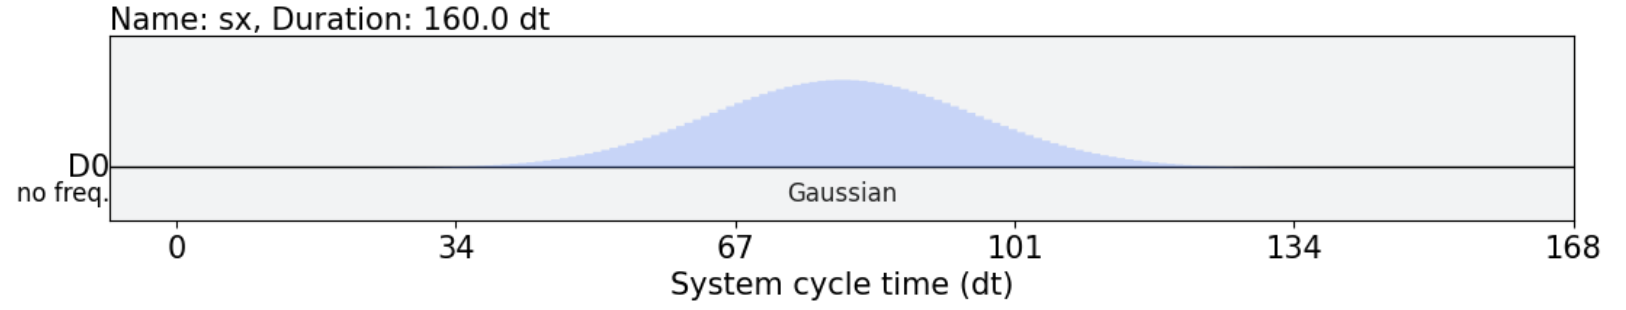 Name: sx, Duration: 160.0 dt
D0
no freq.
Gaussian
0 34 67 101 134 168
System cycle time (dt)